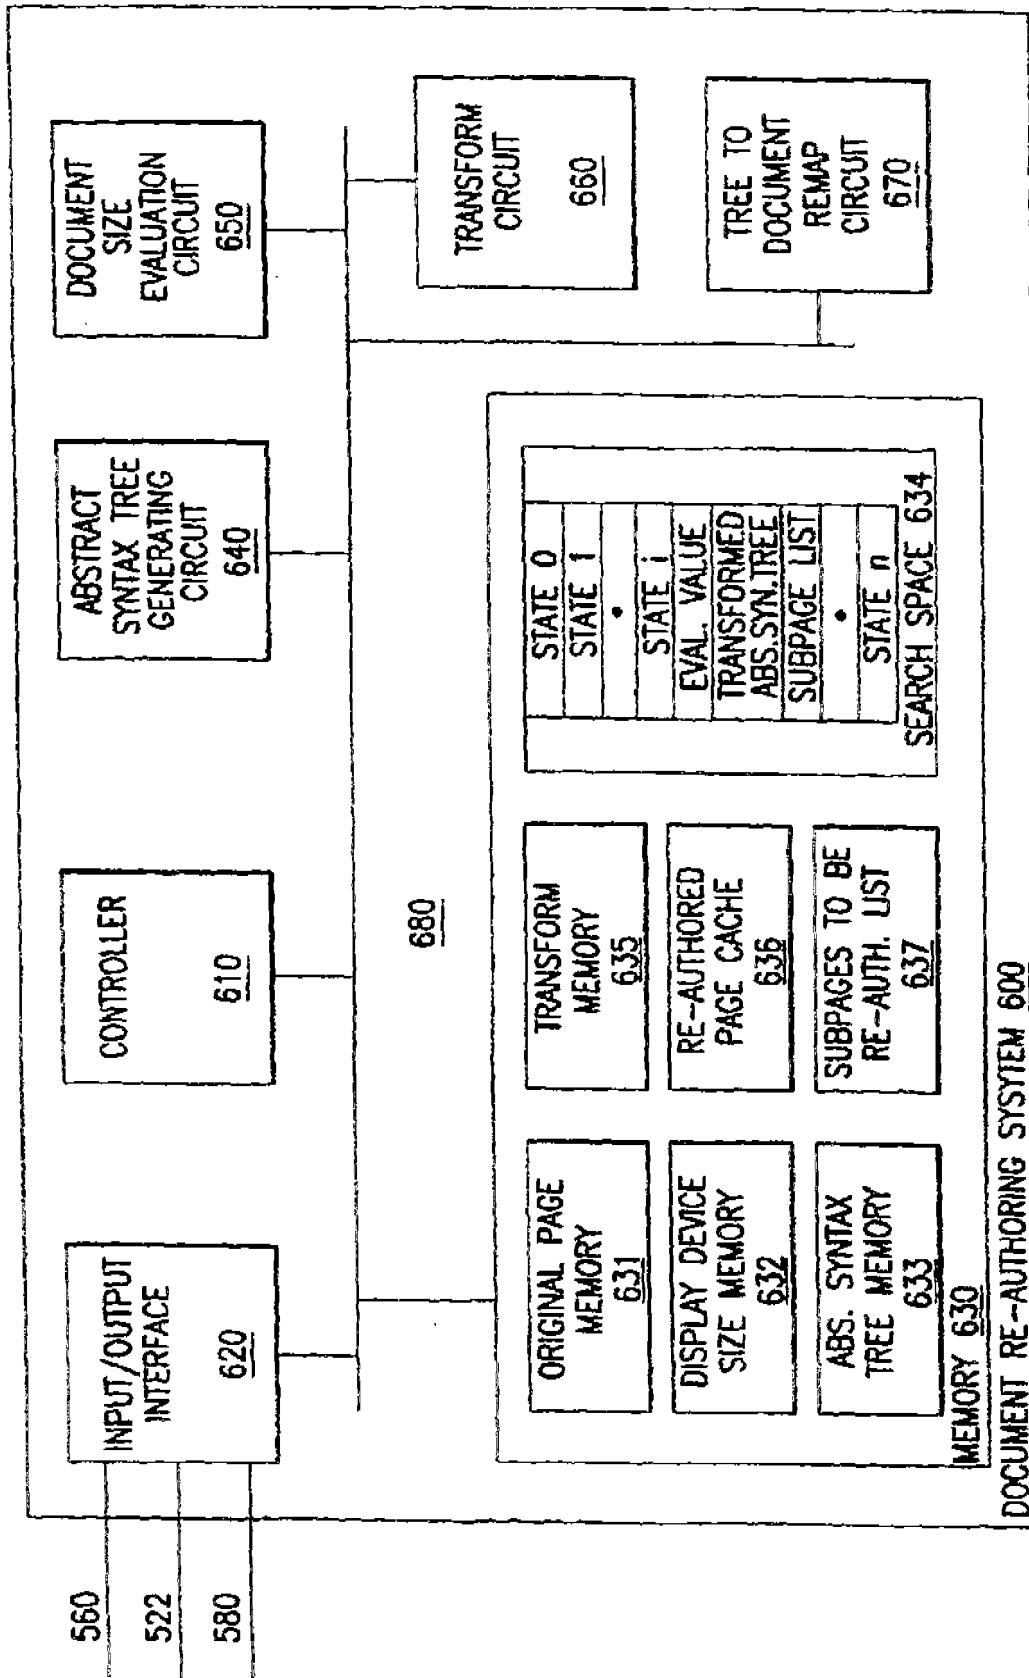 560
522
580
INPUT/OUTPUT
INTERFACE
620
CONTROLLER
610
ABSTRACT
SYNTAX TREE
GENERATING
CIRCUIT
640
DOCUMENT
SIZE
EVALUATION
CIRCUIT
650
680
TRANSFORM
CIRCUIT
660
TREE TO
DOCUMENT
REMAP
CIRCUIT
670
ORIGINAL PAGE
MEMORY
631
DISPLAY DEVICE
SIZE MEMORY
632
ABS. SYNTAX
TREE MEMORY
633
TRANSFORM
MEMORY
635
RE-AUTHORED
PAGE CACHE
636
SUBPAGES TO BE
RE-AUTH. LIST
637
STATE 0
STATE 1
•
STATE i
EVAL. VALUE
TRANSFORMED
ABS.SYN.TREE
SUBPAGE LIST
•
STATE n
SEARCH SPACE 634
MEMORY 630
DOCUMENT RE-AUTHORING SYSYTEM 600